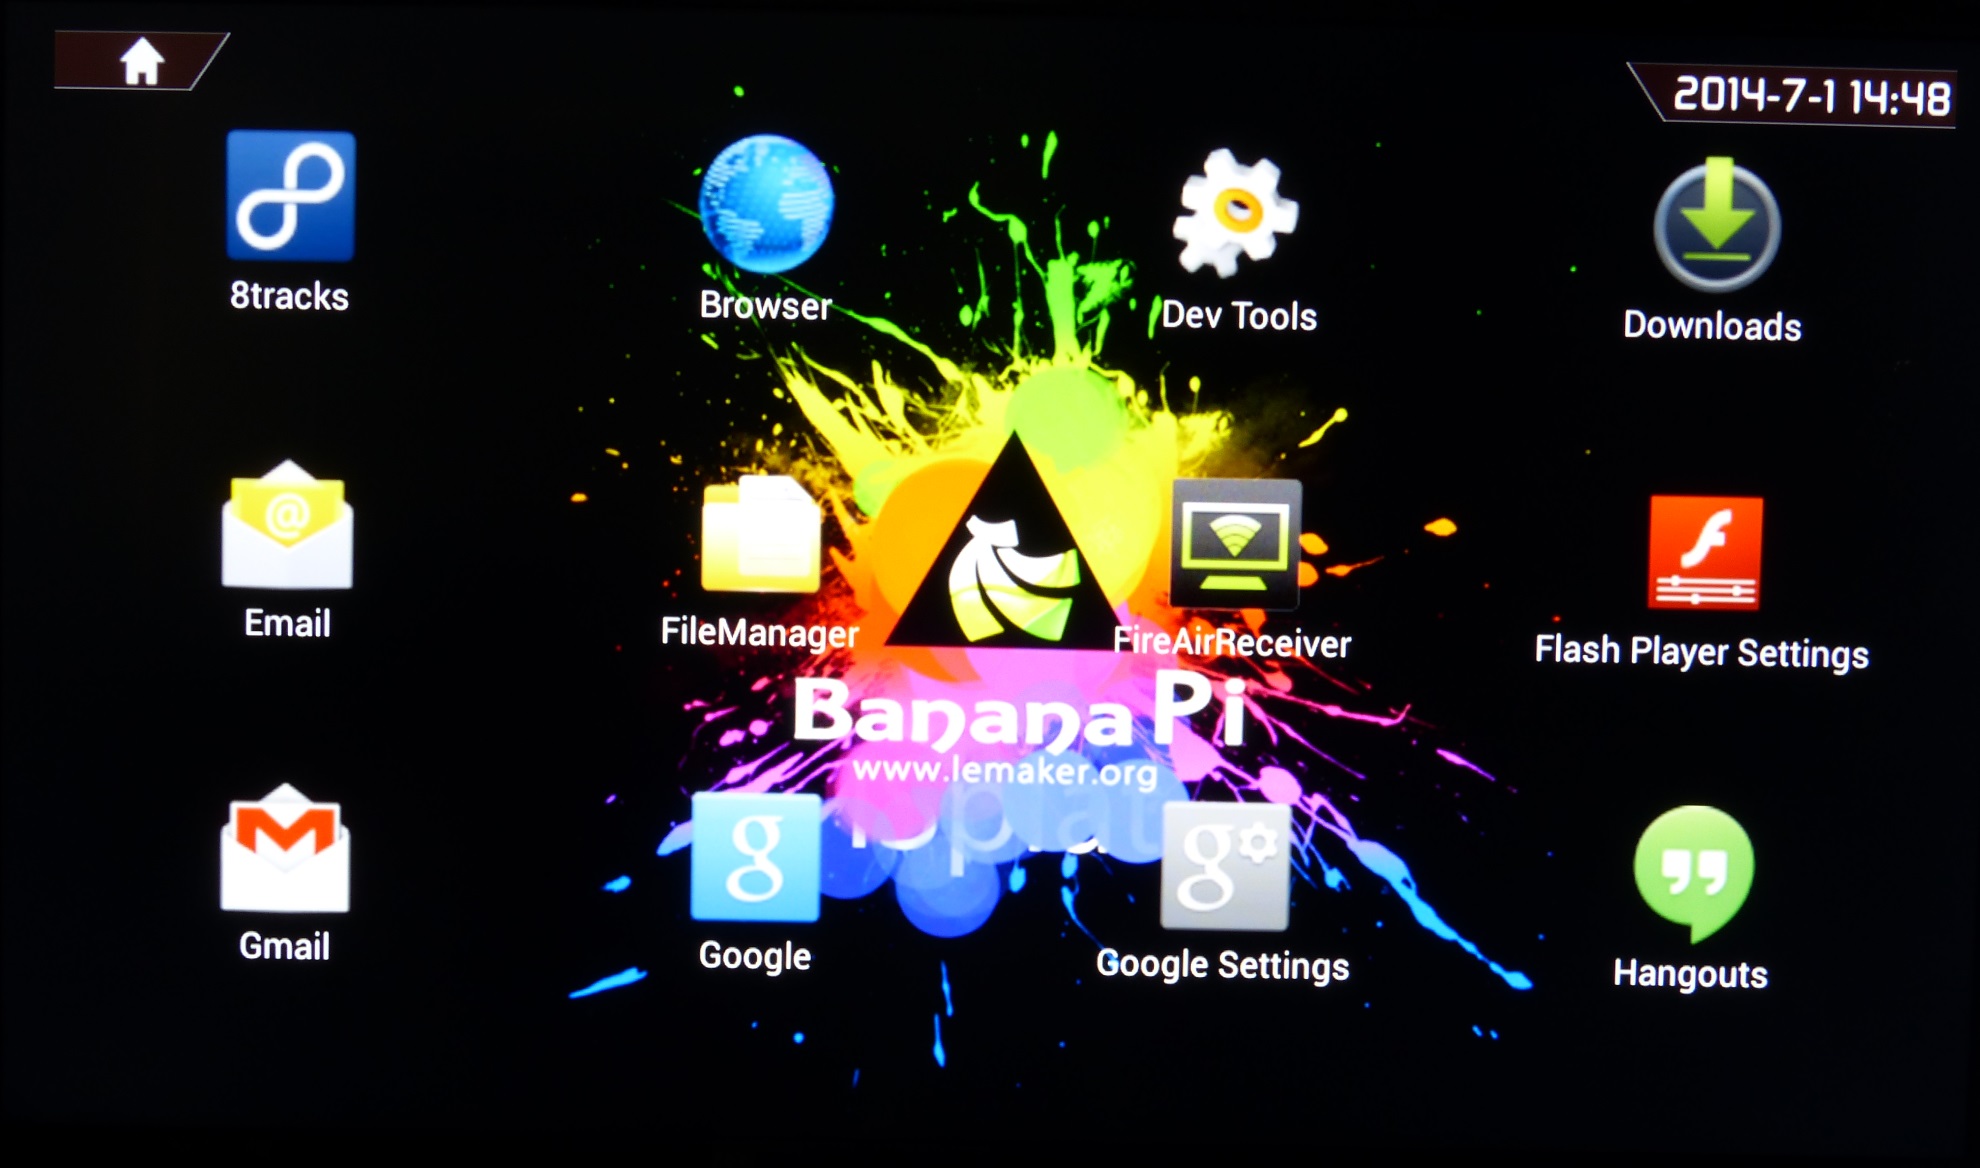 2014-7-1 14:48
8tracks
Browser
Dev Tools
Downloads
Email
FileManager
FireAirReceiver
Flash Player Settings
Banana Pi
www.lemaker.org
Gmail
Google
Google Settings
Hangouts